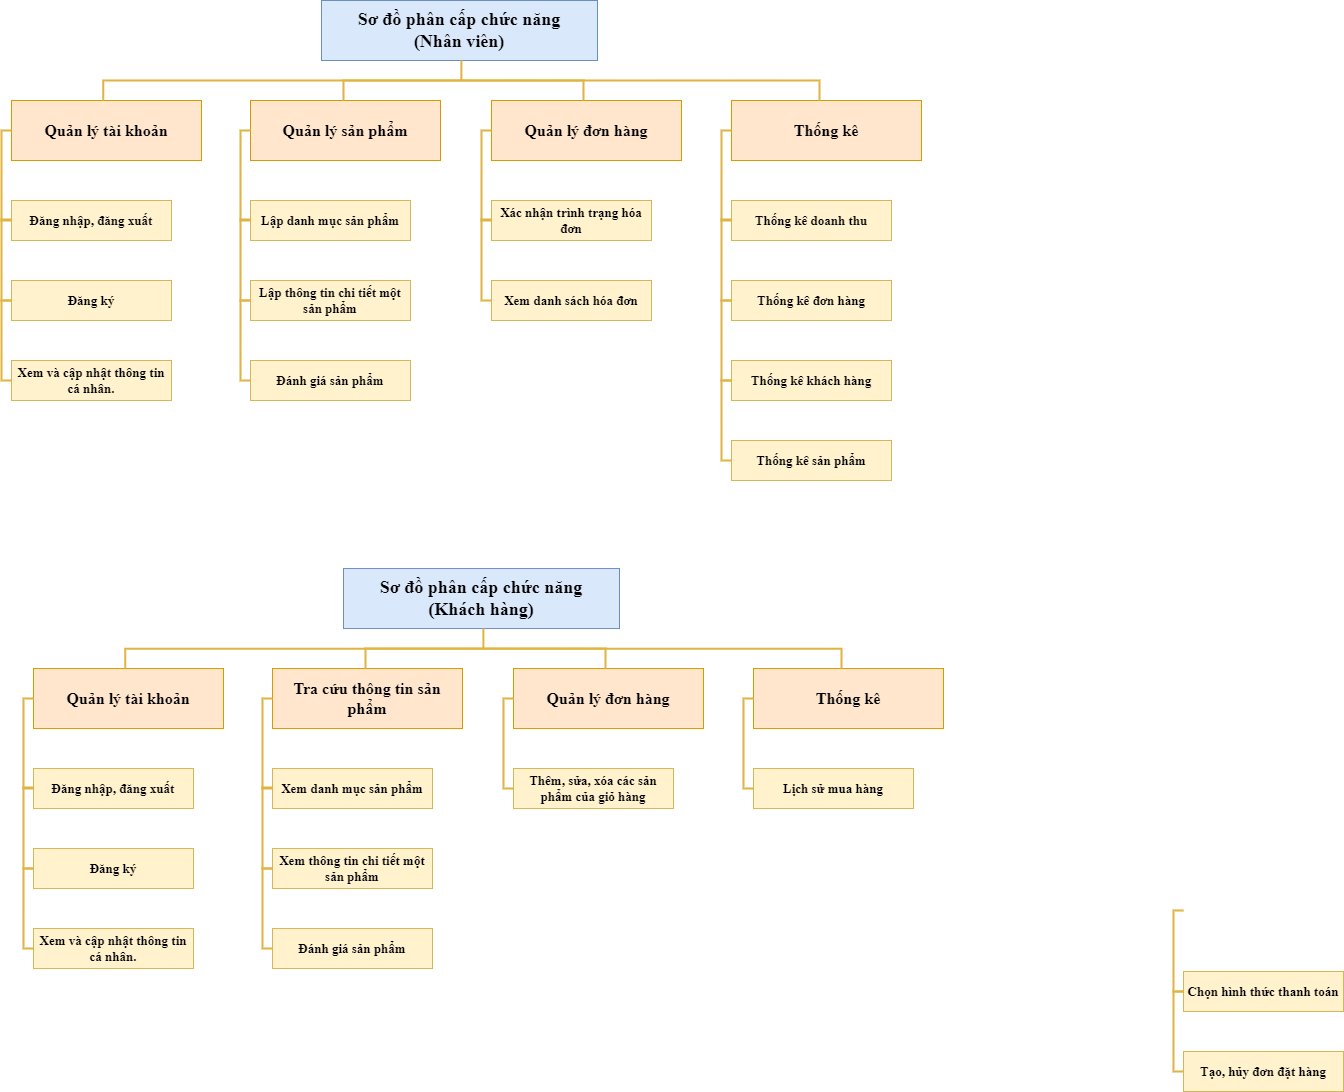 Sơ đồ phân cấp chức năng
(Nhân viên)
Quản lý tài khoản
Quản lý sản phẩm
Quản lý đơn hàng
Thống kê
Đăng nhập, đăng xuất
Lập danh mục sản phẩm
Xác nhận trình trạng hóa
đơn
Thống kê doanh thu
Đăng ký
Lập thông tin chi tiết một
sản phẩm
Xem danh sách hóa đơn
Thống kê đơn hàng
Xem và cập nhật thông tin
cá nhân.
Đánh giá sản phẩm
Thống kê khách hàng
Thống kê sản phẩm
Sơ đồ phân cấp chức năng
(Khách hàng)
Quản lý tài khoản
Tra cứu thông tin sản
phẩm
Quản lý đơn hàng
Thống kê
Đăng nhập, đăng xuất
Xem danh mục sản phẩm
Thêm, sửa, xóa các sản
phẩm của giỏ hàng
Lịch sử mua hàng
Đăng ký
Xem thông tin chi tiết một
sản phẩm
Xem và cập nhật thông tin
cá nhân.
Đánh giá sản phẩm
Chọn hình thức thanh toán
Tạo, hủy đơn đặt hàng